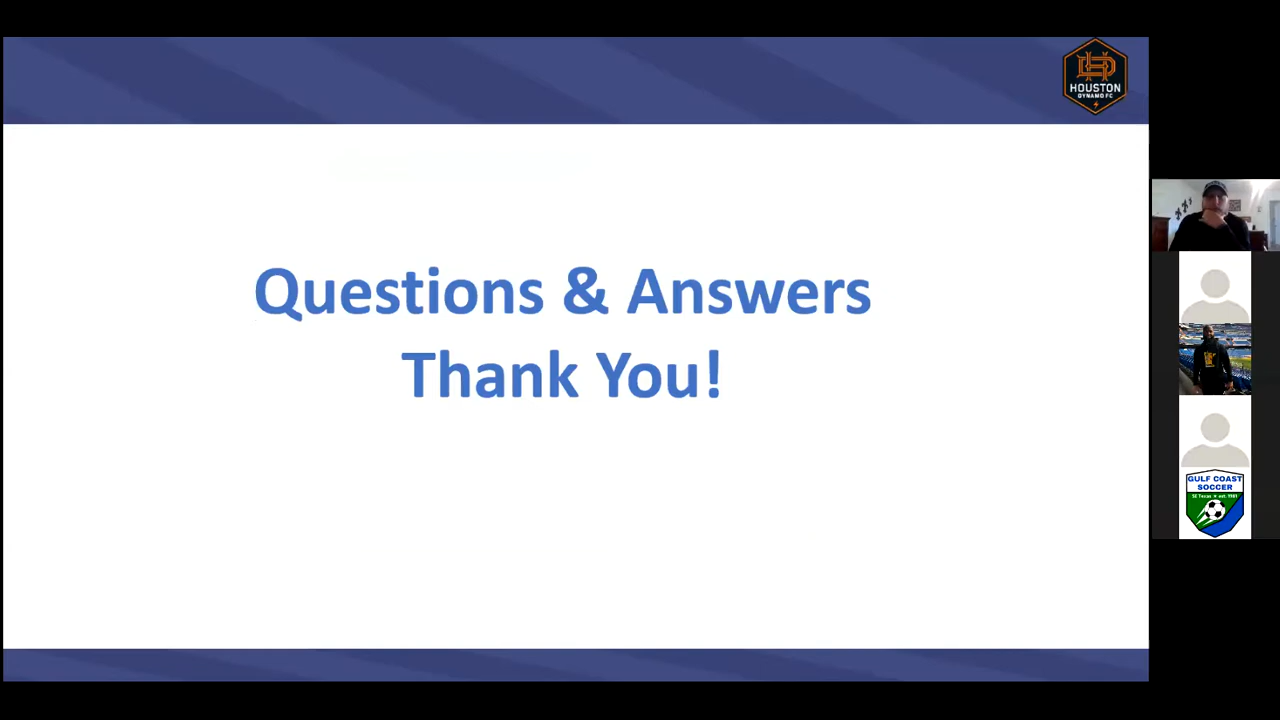 HOUSTON
DYNAMO FC
Questions & Answers
Thank You!
GULF COAST
SOCCER
SE Texas ★ est. 1981